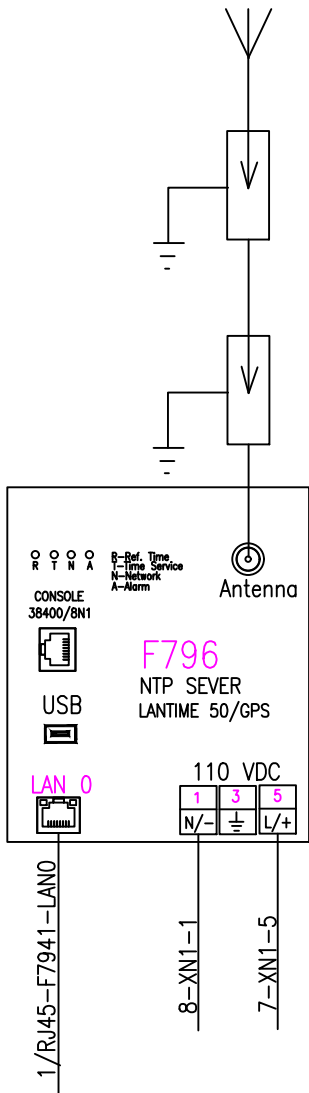 R T N A
R-Ref. Time
T-Time Service
N-Network
A-Alarm
Antenna
CONSOLE
38400/8N1
F796
NTP SEVER
LANTIME 50/GPS
USB
LAN 0
110 VDC
1 3 5
N/- L/+
1/RJ45-F7941-LAN0
8-XN1-1
7-XN1-5